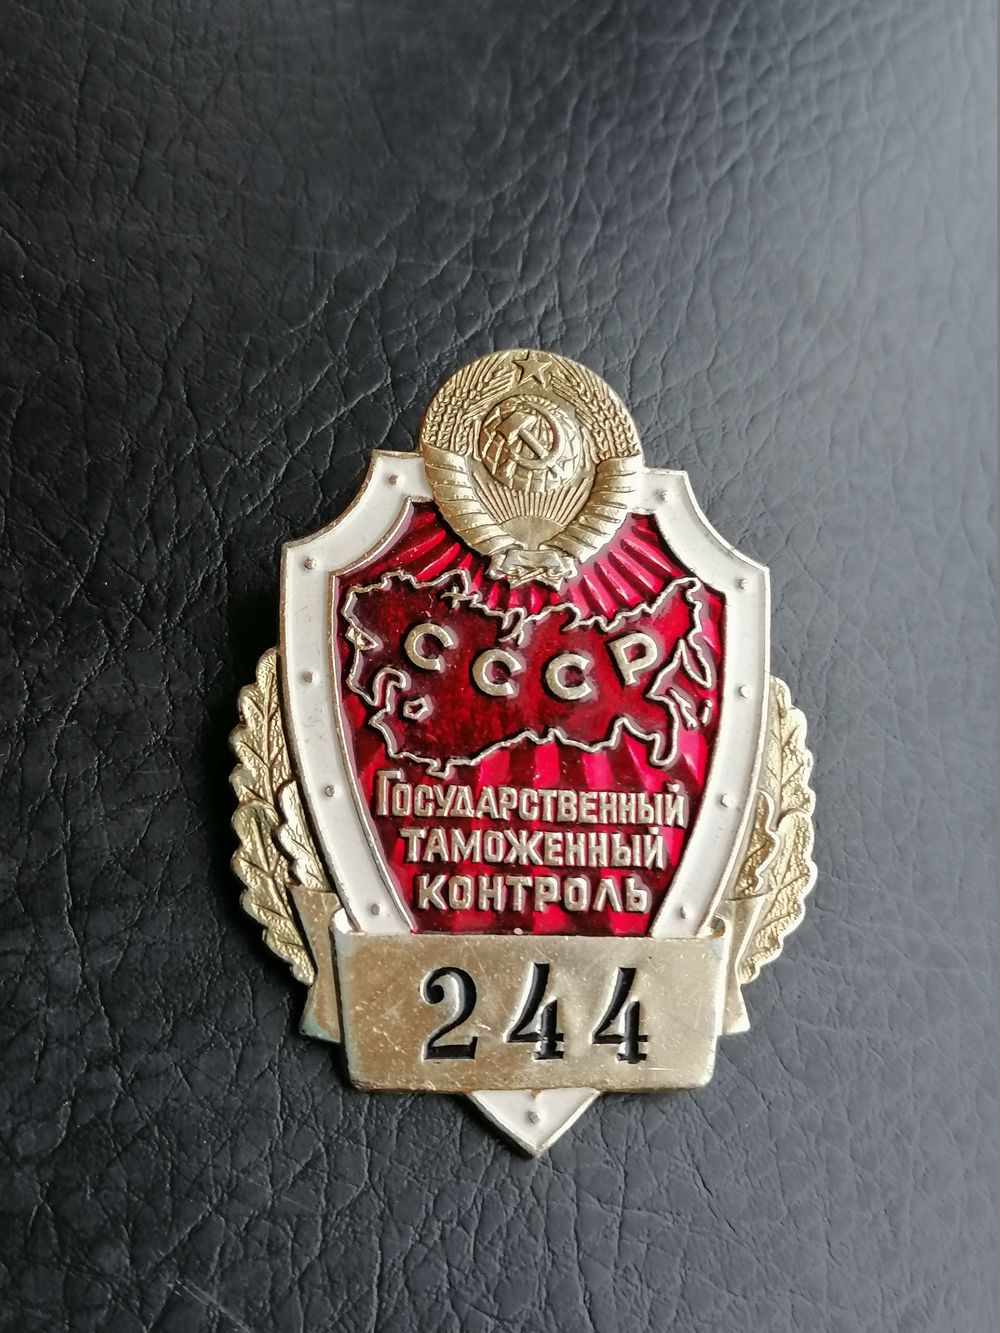 СССР
Государственный
таможенный
контроль
244